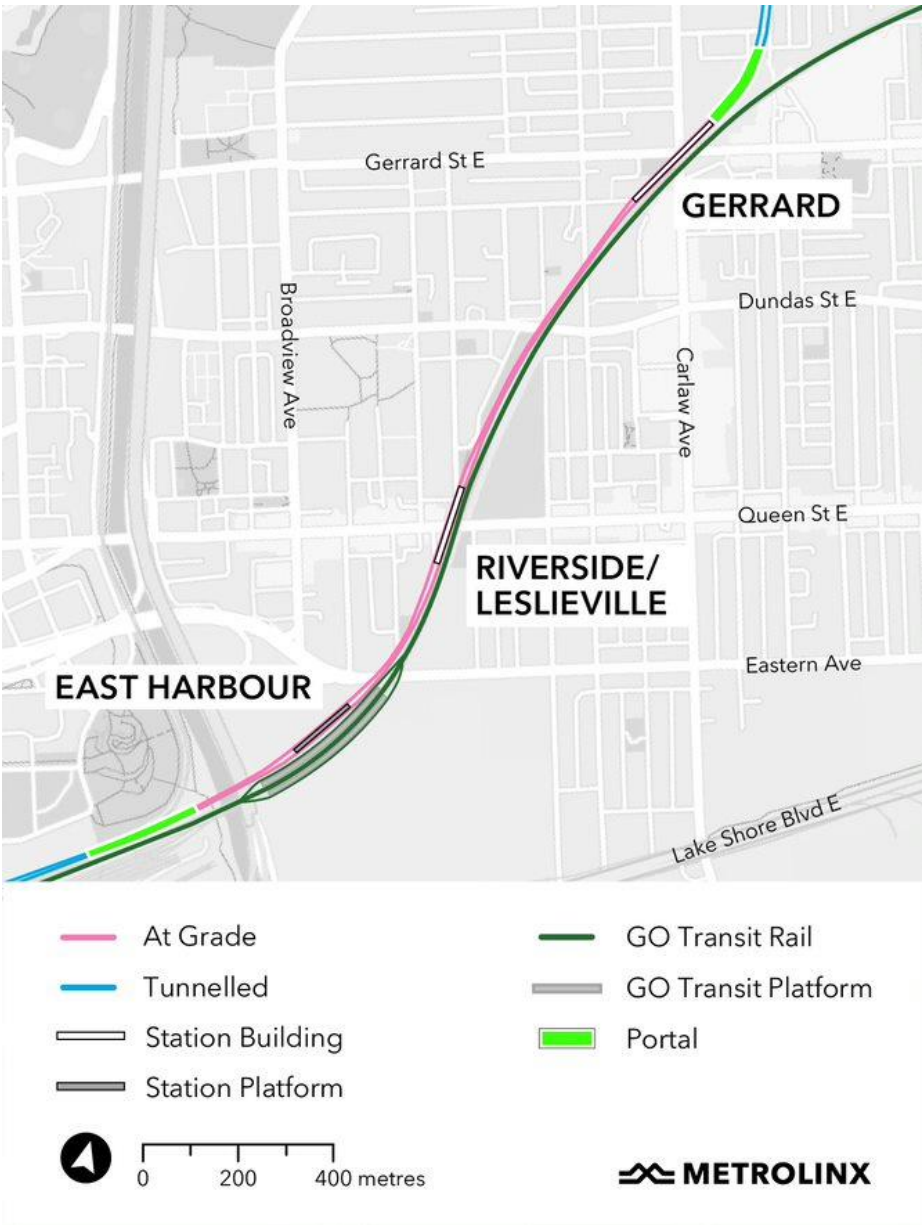 Gerrard St E
GERRARD
Broadview Ave
Dundas St E
Carlaw Ave
Queen St E
RIVERSIDE/
LESLIEVILLE
Eastern Ave
EAST HARBOUR
Lake Shore Blvd E
At Grade
GO Transit Rail
Tunnelled
GO Transit Platform
Station Building
Portal
Station Platform
0 200 400 metres
METROLINX